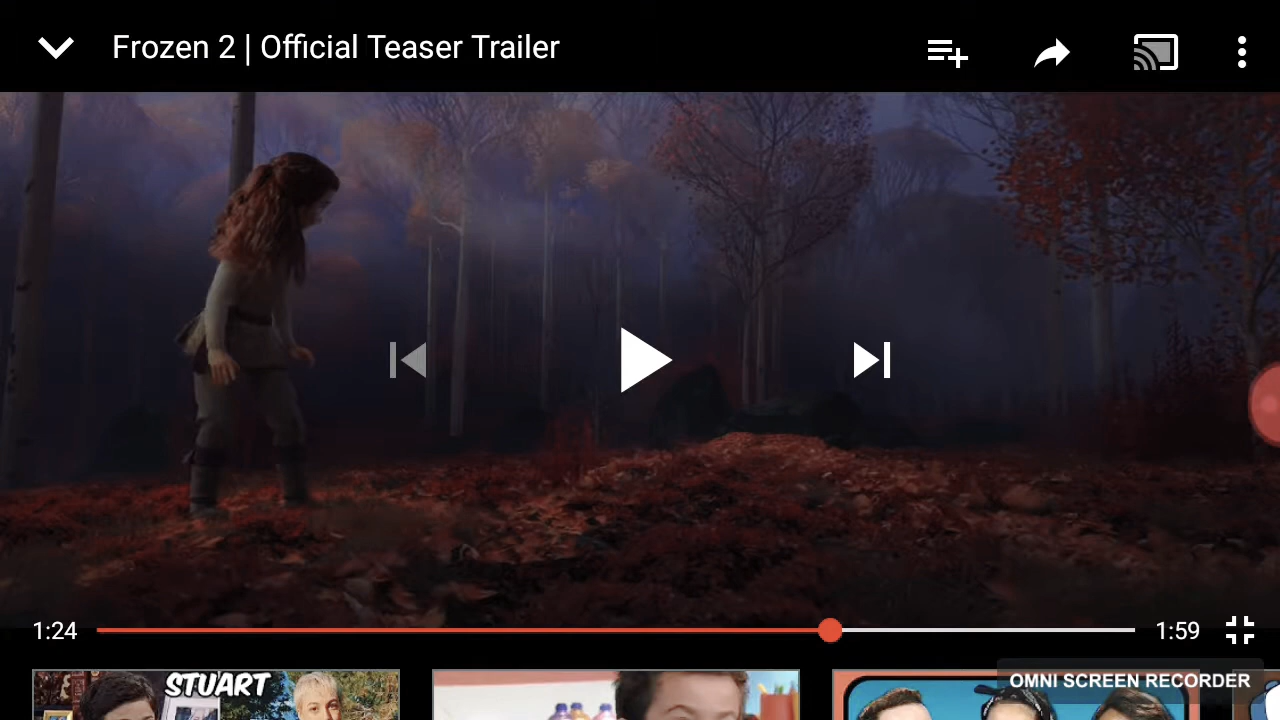 Frozen 2 | Official Teaser Trailer
1:24
1:59
STUART
OMNI SCREEN RECORDER